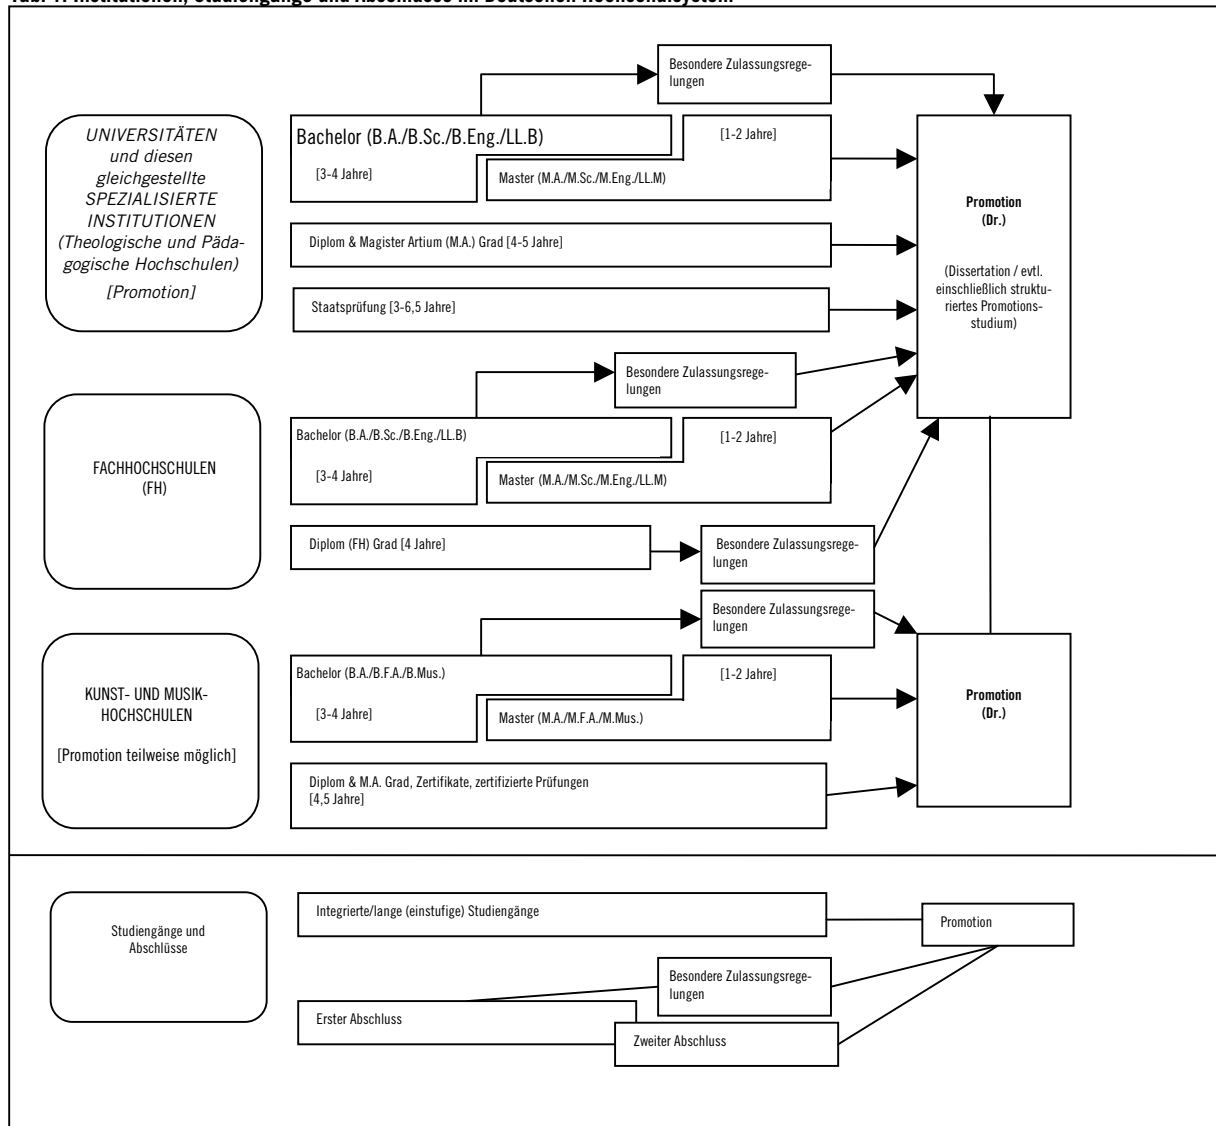 Tab. 1: Institutionen, Studiengänge und Abschlüsse im Deutschen Hochschulsystem
Besondere Zulassungsrege-
lungen
UNIVERSITÄTEN
und diesen
gleichgestellte
SPEZIALISIERTE
INSTITUTIONEN
(Theologische und Päda-
gogische Hochschulen)
[Promotion]
Bachelor (B.A./B.Sc./B.Eng./LL.B)
[3-4 Jahre]
[1-2 Jahre]
Master (M.A./M.Sc./M.Eng./LL.M)
Diplom & Magister Artium (M.A.) Grad [4-5 Jahre]
Staatsprüfung [3-6,5 Jahre]
Promotion
(Dr.)
(Dissertation / evtl.
einschließlich struktu-
riertes Promotions-
studium)
Besondere Zulassungsrege-
lungen
FACHHOCHSCHULEN
(FH)
Bachelor (B.A./B.Sc./B.Eng./LL.B)
[3-4 Jahre]
[1-2 Jahre]
Master (M.A./M.Sc./M.Eng./LL.M)
Diplom (FH) Grad [4 Jahre]
Besondere Zulassungsrege-
lungen
Besondere Zulassungsrege-
lungen
KUNST- UND MUSIK-
HOCHSCHULEN
[Promotion teilweise möglich]
Bachelor (B.A./B.F.A./B.Mus.)
[3-4 Jahre]
[1-2 Jahre]
Master (M.A./M.F.A./M.Mus.)
Diplom & M.A. Grad, Zertifikate, zertifizierte Prüfungen
[4,5 Jahre]
Promotion
(Dr.)
Studiengänge und
Abschlüsse
Integrierte/lange (einstufige) Studiengänge
Promotion
Besondere Zulassungsrege-
lungen
Erster Abschluss
Zweiter Abschluss